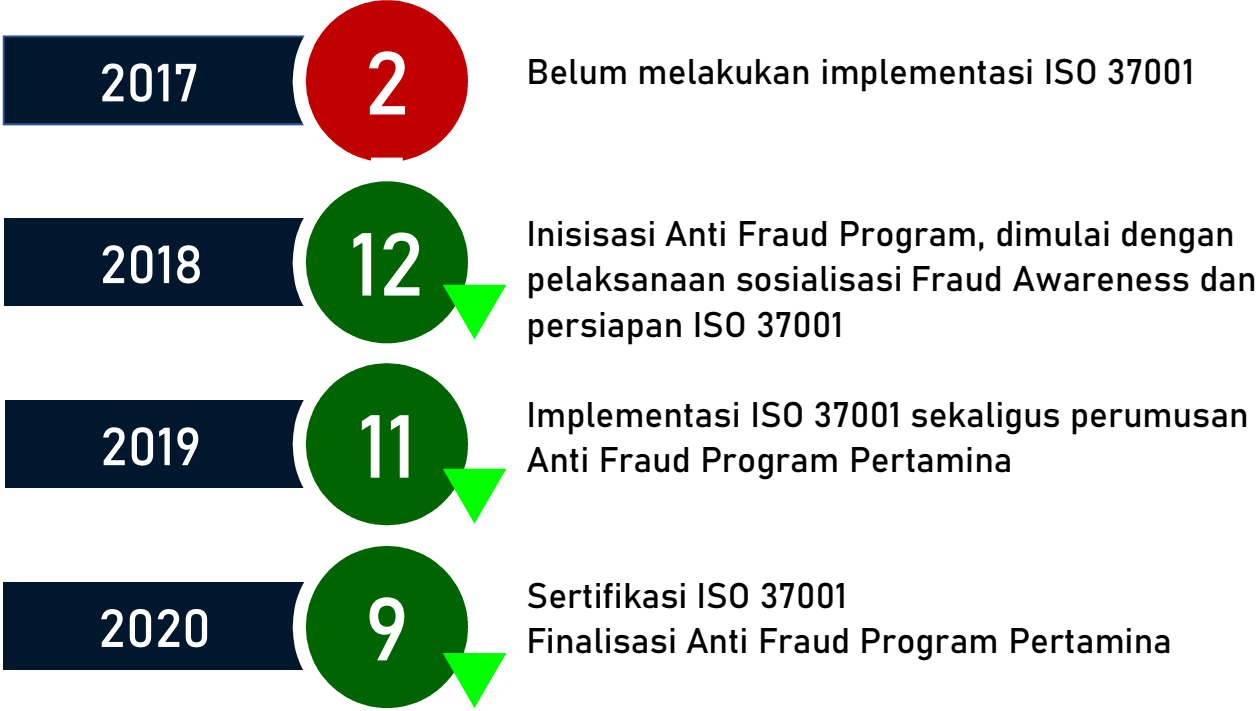 2017
2
Belum melakukan implementasi ISO 37001
2018
12
Inisisasi Anti Fraud Program, dimulai dengan
pelaksanaan sosialisasi Fraud Awareness dan
persiapan ISO 37001
2019
11
Implementasi ISO 37001 sekaligus perumusan
Anti Fraud Program Pertamina
2020
9
Sertifikasi ISO 37001
Finalisasi Anti Fraud Program Pertamina